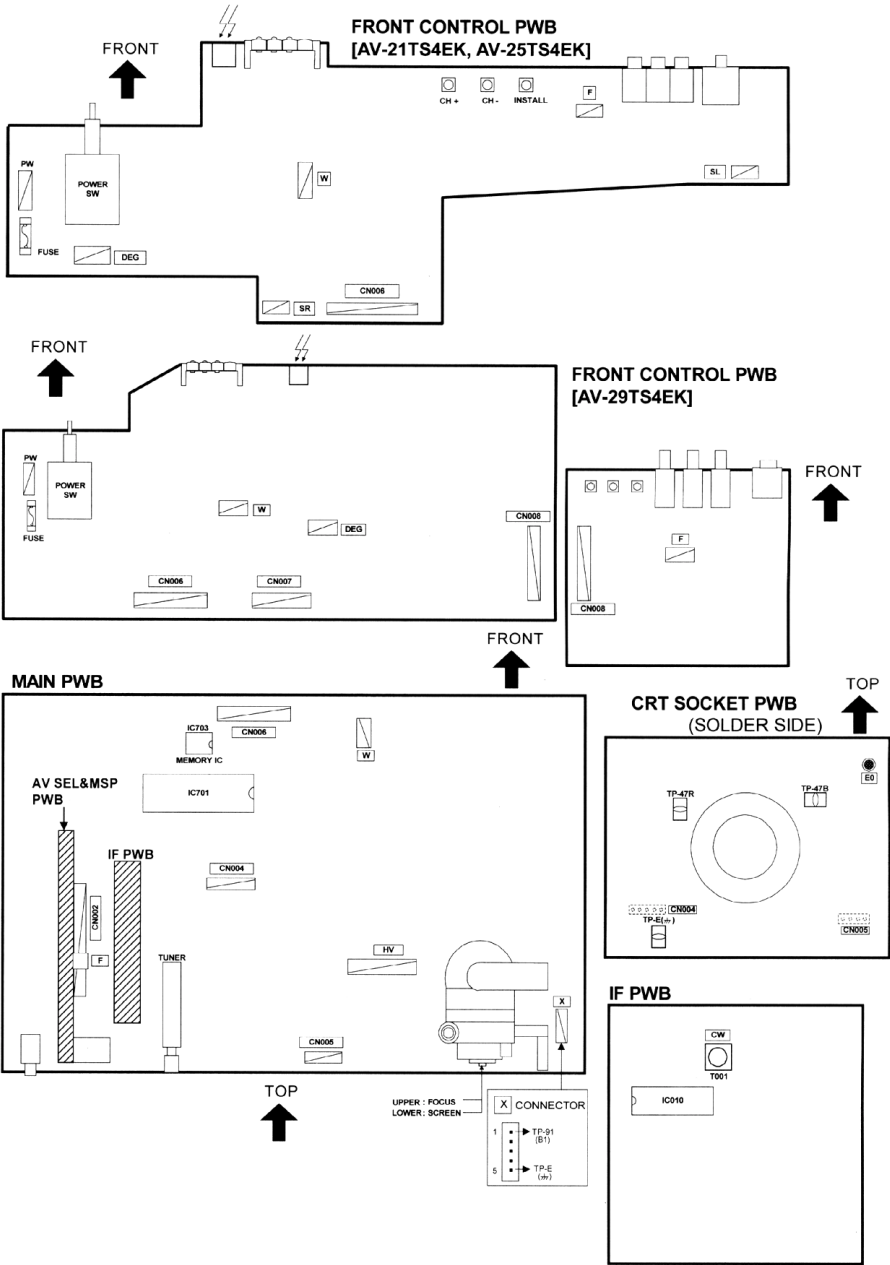 FRONT CONTROL PWB
[AV-21TS4EK, AV-25TS4EK]
FRONT
CH +
CH -
INSTALL
F
PW
POWER
SW
W
SL
FUSE
DEG
CN006
SR
FRONT
FRONT CONTROL PWB
[AV-29TS4EK]
PW
POWER
SW
FUSE
W
DEG
CN008
CN006
CN007
FRONT
F
CN008
FRONT
MAIN PWB
IC703
MEMORY IC
CN006
W
IC701
AV SEL&MSP
PWB
IF PWB
CN004
CN002
F
TUNER
HV
X
CN005
TOP
UPPER : FOCUS
LOWER : SCREEN
X CONNECTOR
1
TP-91
(B1)
5
TP-E
CRT SOCKET PWB
(SOLDER SIDE)
TOP
E0
TP-47R
TP-47B
CN004
TP-E
CN005
IF PWB
CW
T001
IC010